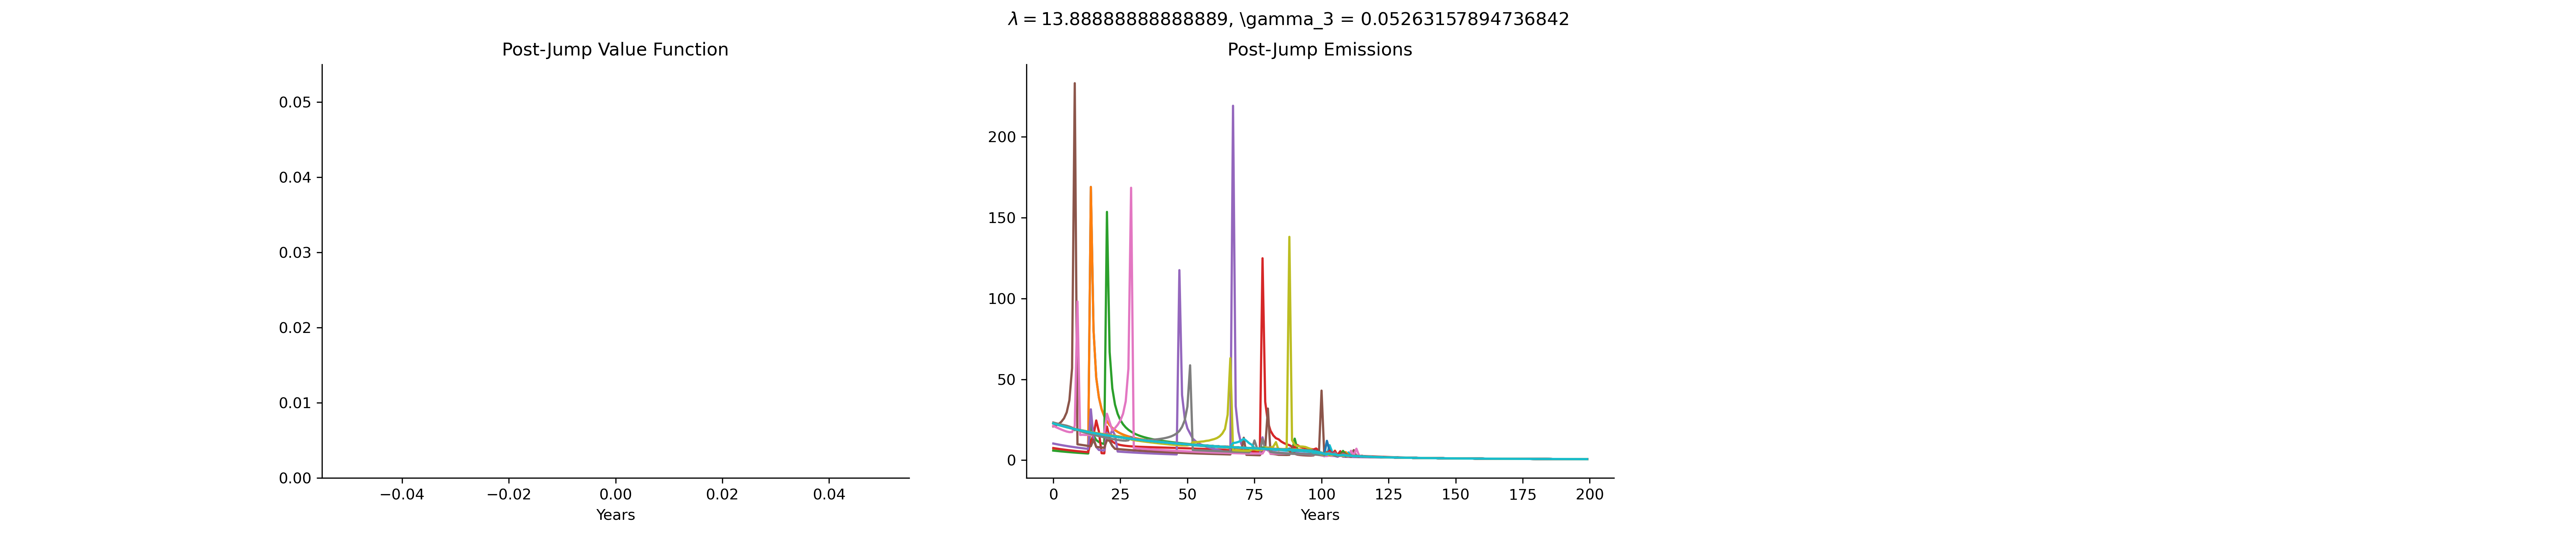 λ = 13.88888888888889, \gamma_3 = 0.05263157894736842
Post-Jump Value Function
0.05
0.04
0.03
0.02
0.01
0.00
−0.04 −0.02 0.00 0.02 0.04
Years
Post-Jump Emissions
200
150
100
50
0
0 25 50 75 100 125 150 175 200
Years